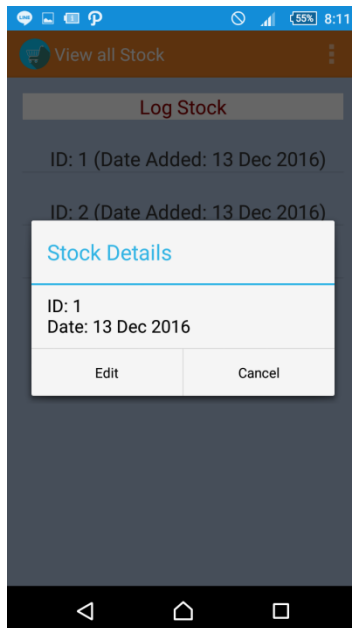 55% 8:11
View all Stock
Log Stock
ID: 1 (Date Added: 13 Dec 2016)
ID: 2 (Date Added: 13 Dec 2016)
Stock Details
ID: 1
Date: 13 Dec 2016
Edit Cancel